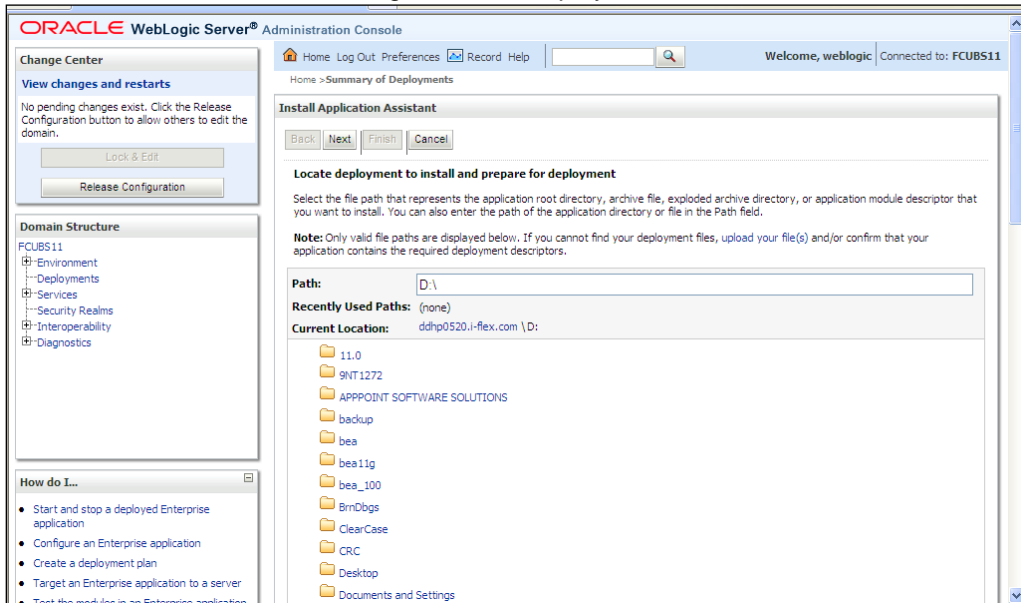 ORACLE WebLogic Server® Administration Console
Change Center
View changes and restarts
No pending changes exist. Click the Release
Configuration button to allow others to edit the
domain.
Lock & Edit
Release Configuration
Domain Structure
FCUBS11
Environment
Deployments
Services
Security Realms
Interoperability
Diagnostics
How do I...
Start and stop a deployed Enterprise
application
Configure an Enterprise application
Create a deployment plan
Target an Enterprise application to a server
Test the modules in an Enterprise application
Home Log Out Preferences Record Help
Welcome, weblogic Connected to: FCUBS11
Home >Summary of Deployments
Install Application Assistant
Back Next Finish Cancel
Locate deployment to install and prepare for deployment
Select the file path that represents the application root directory, archive file, exploded archive directory, or application module descriptor that
you want to install. You can also enter the path of the application directory or file in the Path field.
Note: Only valid file paths are displayed below. If you cannot find your deployment files, upload your file(s) and/or confirm that your
application contains the required deployment descriptors.
Path: D:\
Recently Used Paths: (none)
Current Location: ddhp0520.i-flex.com \D:
11.0
9NT1272
APPPOINT SOFTWARE SOLUTIONS
backup
bea
bea11g
bea_100
BrnDbgs
ClearCase
CRC
Desktop
Documents and Settings